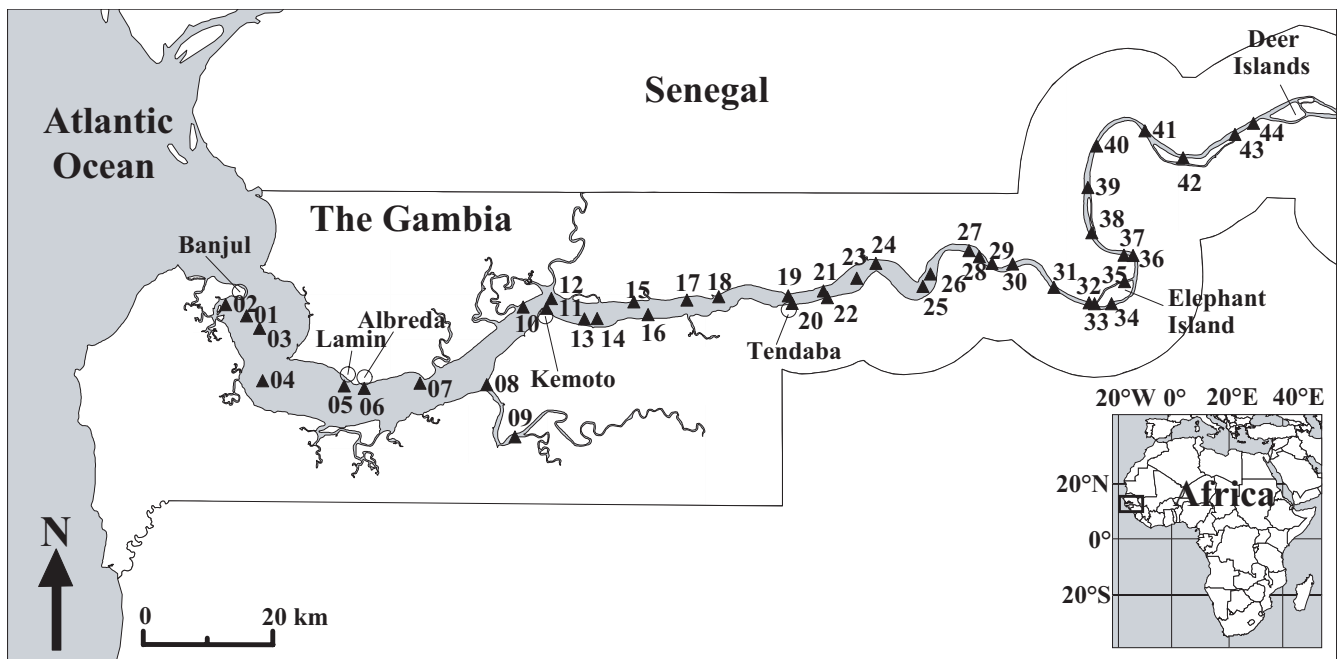 Atlantic
Ocean
Senegal
The Gambia
Banjul
02
01
03
04
Lamin
Albreda
05
06
07
08
09
10
11
12
Kemoto
13
14
15
16
17
18
19
20
Tendaba
21
22
23
24
25
26
27
28
29
30
31
32
33
34
35
36
37
Elephant
Island
38
39
40
41
42
43
44
Deer
Islands
N
0 20 km
20°W 0° 20°E 40°E
20°N
0°
20°S
Africa